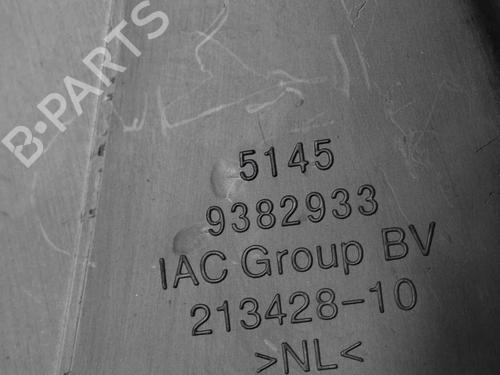 B-PARTS
5145
9382933
IAC Group BV
213428-10
>NL<